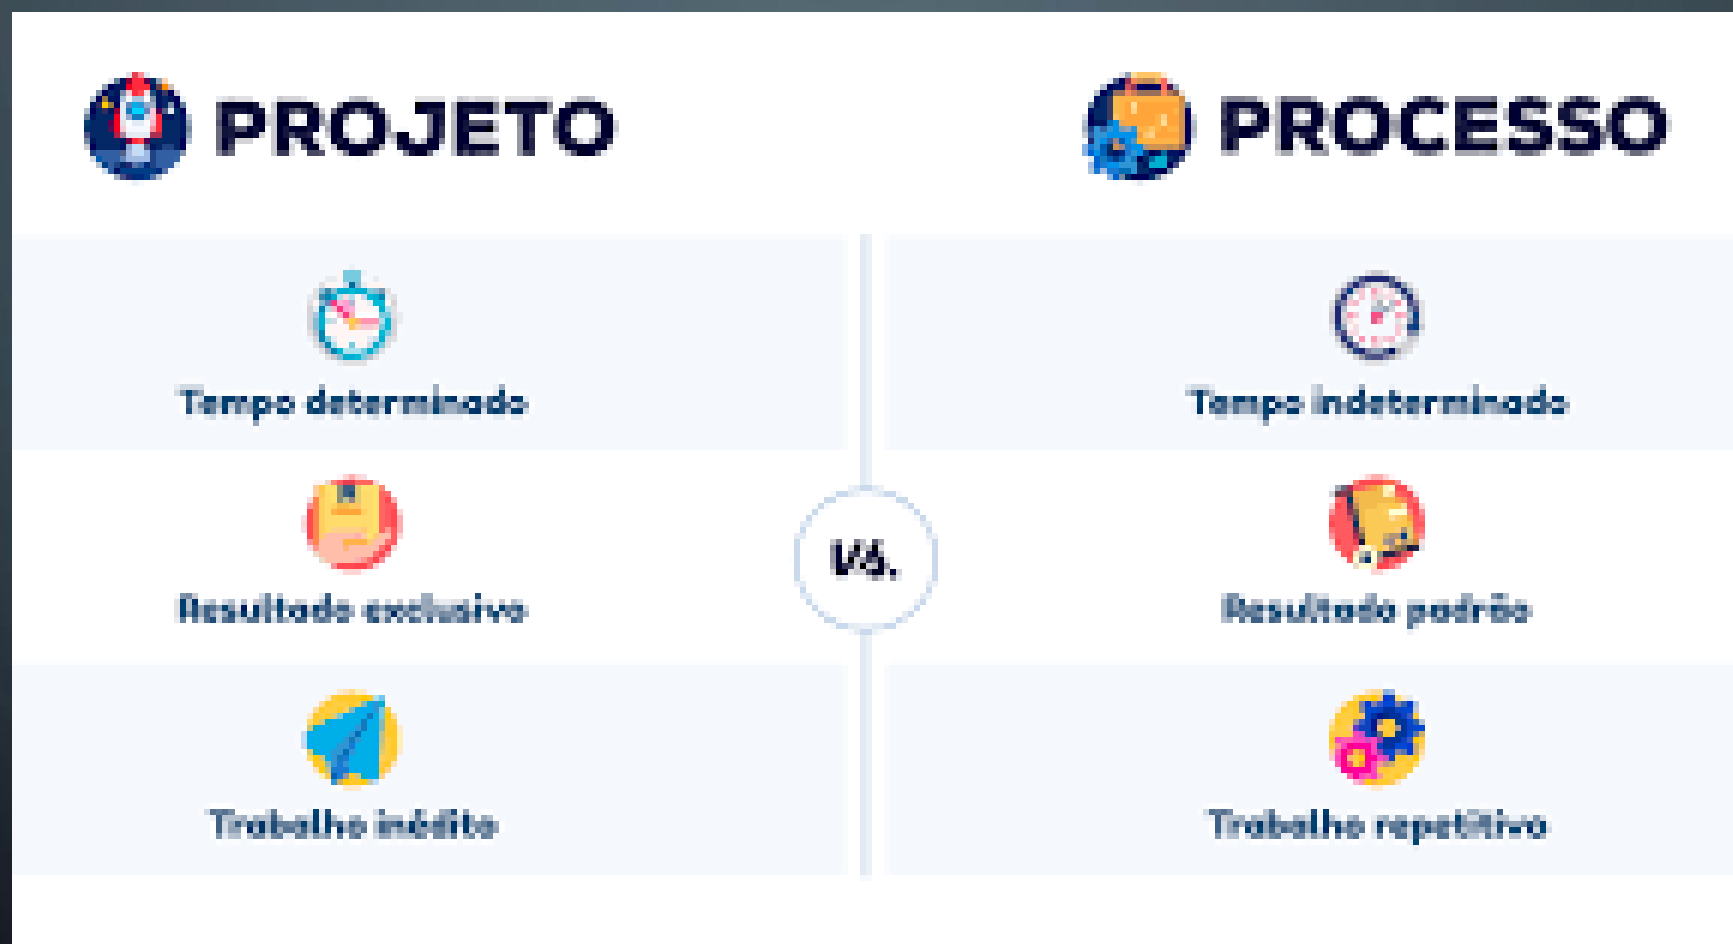 PROJETO
PROCESSO
Tempo determinado
Tempo indeterminado
Resultado exclusivo
vs.
Resultado padrão
Trabalho inédito
Trabalho repetitivo